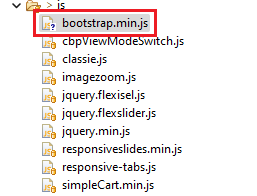 > js
bootstrap.min.js
cbpViewModeSwitch.js
classie.js
imagezoom.js
jquery.flexisel.js
jquery.flexslider.js
jquery.min.js
responsiveslides.min.js
responsive-tabs.js
simpleCart.min.js